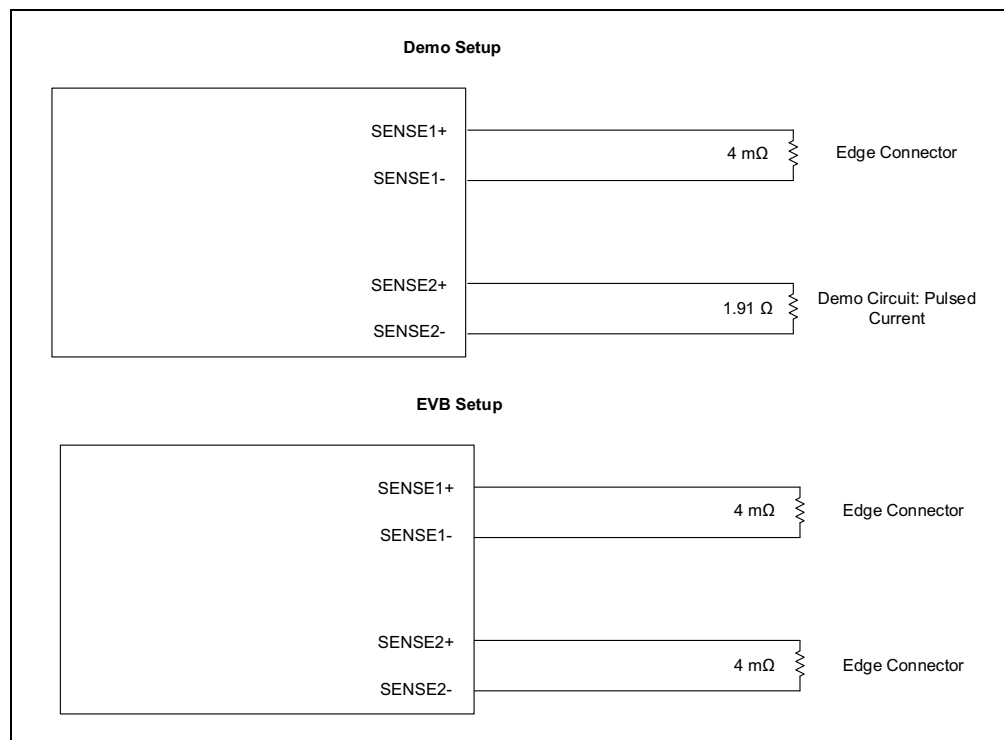 Demo Setup
SENSE1+
4 mΩ
Edge Connector
SENSE1-
SENSE2+
1.91 Ω
Demo Circuit: Pulsed
Current
SENSE2-
EVB Setup
SENSE1+
4 mΩ
Edge Connector
SENSE1-
SENSE2+
4 mΩ
Edge Connector
SENSE2-